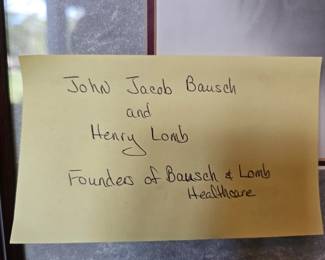 John Jacob Bausch
and
Henry Lomb
Founders of Bausch & Lomb
Healthcare